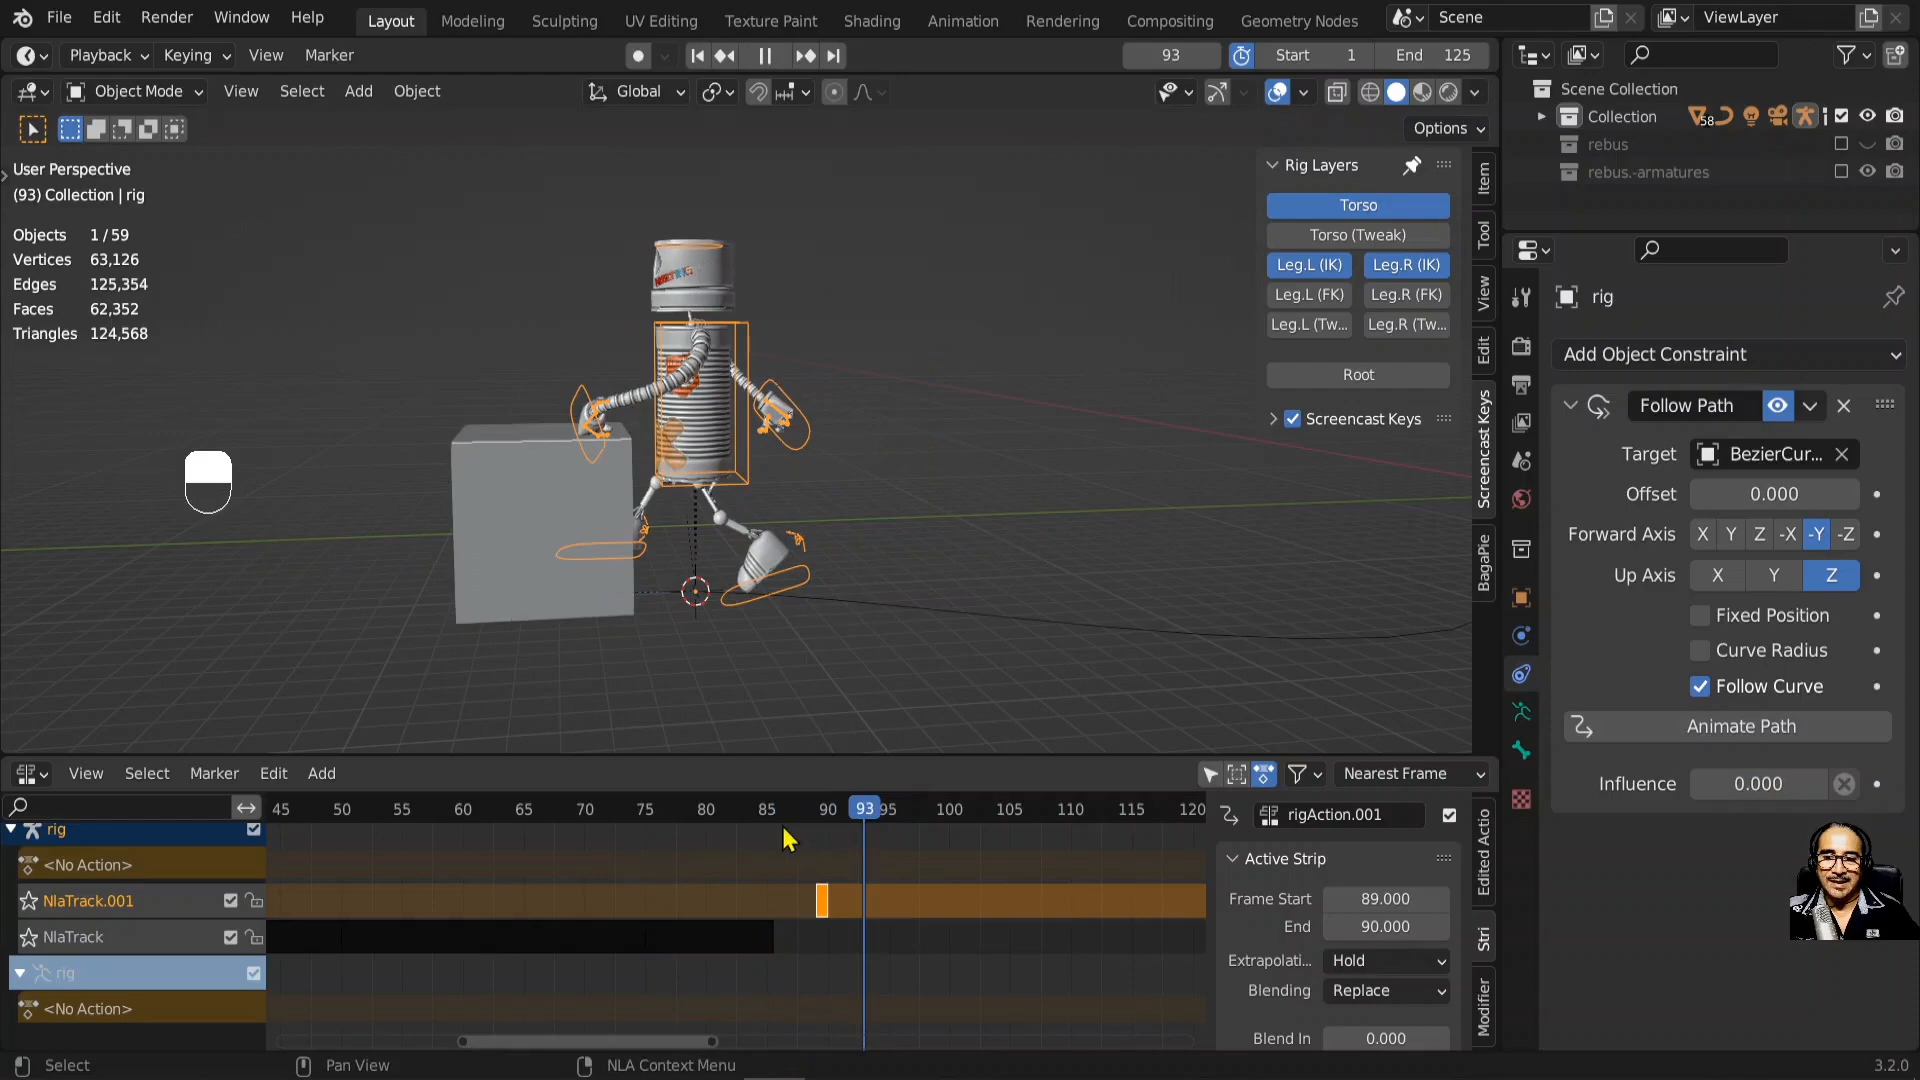 File Edit Render Window Help Layout Modeling Sculpting UV Editing Texture Paint Shading Animation Rendering Compositing Geometry Nodes Scene ViewLayer
Playback Keying View Marker 93 Start 1 End 125
Object Mode View Select Add Object Global
Options
User Perspective
(93) Collection | rig
Objects 1 / 59
Vertices 63,126
Edges 125,354
Faces 62,352
Triangles 124,568
Rig Layers
Torso
Torso (Tweak)
Leg.L (IK) Leg.R (IK)
Leg.L (FK) Leg.R (FK)
Leg.L (Tw... Leg.R (Tw...
Root
Screencast Keys
Item
Tool
View
Edit
Screencast Keys
BagaPie
Scene Collection
Collection 58
rebus
rebus.-armatures
rig
Add Object Constraint
Follow Path
Target BezierCur...
Offset 0.000
Forward Axis X Y Z -X -Y -Z
Up Axis X Y Z
Fixed Position
Curve Radius
Follow Curve
Animate Path
Influence 0.000
View Select Marker Edit Add Nearest Frame
45 50 55 60 65 70 75 80 85 90 93 95 100 105 110 115 120
rig
<No Action>
NlaTrack.001
NlaTrack
rig
<No Action>
rigAction.001
Active Strip
Frame Start 89.000
End 90.000
Extrapolati... Hold
Blending Replace
Blend In 0.000
Edited Actio
Stri
Modifier
Select Pan View NLA Context Menu 3.2.0